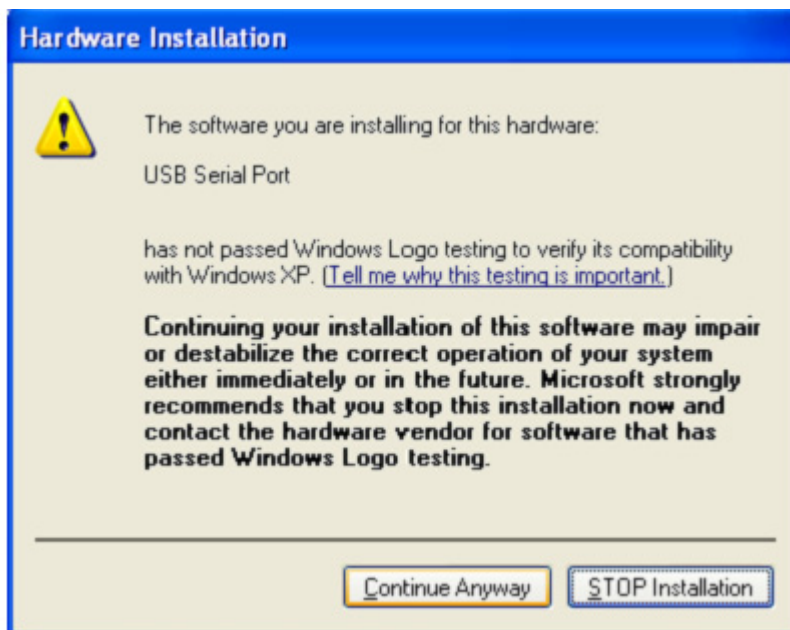 Hardware Installation
The software you are installing for this hardware:
USB Serial Port
has not passed Windows Logo testing to verify its compatibility
with Windows XP. (Tell me why this testing is important.)
Continuing your installation of this software may impair
or destabilize the correct operation of your system
either immediately or in the future. Microsoft strongly
recommends that you stop this installation now and
contact the hardware vendor for software that has
passed Windows Logo testing.
Continue Anyway
STOP Installation